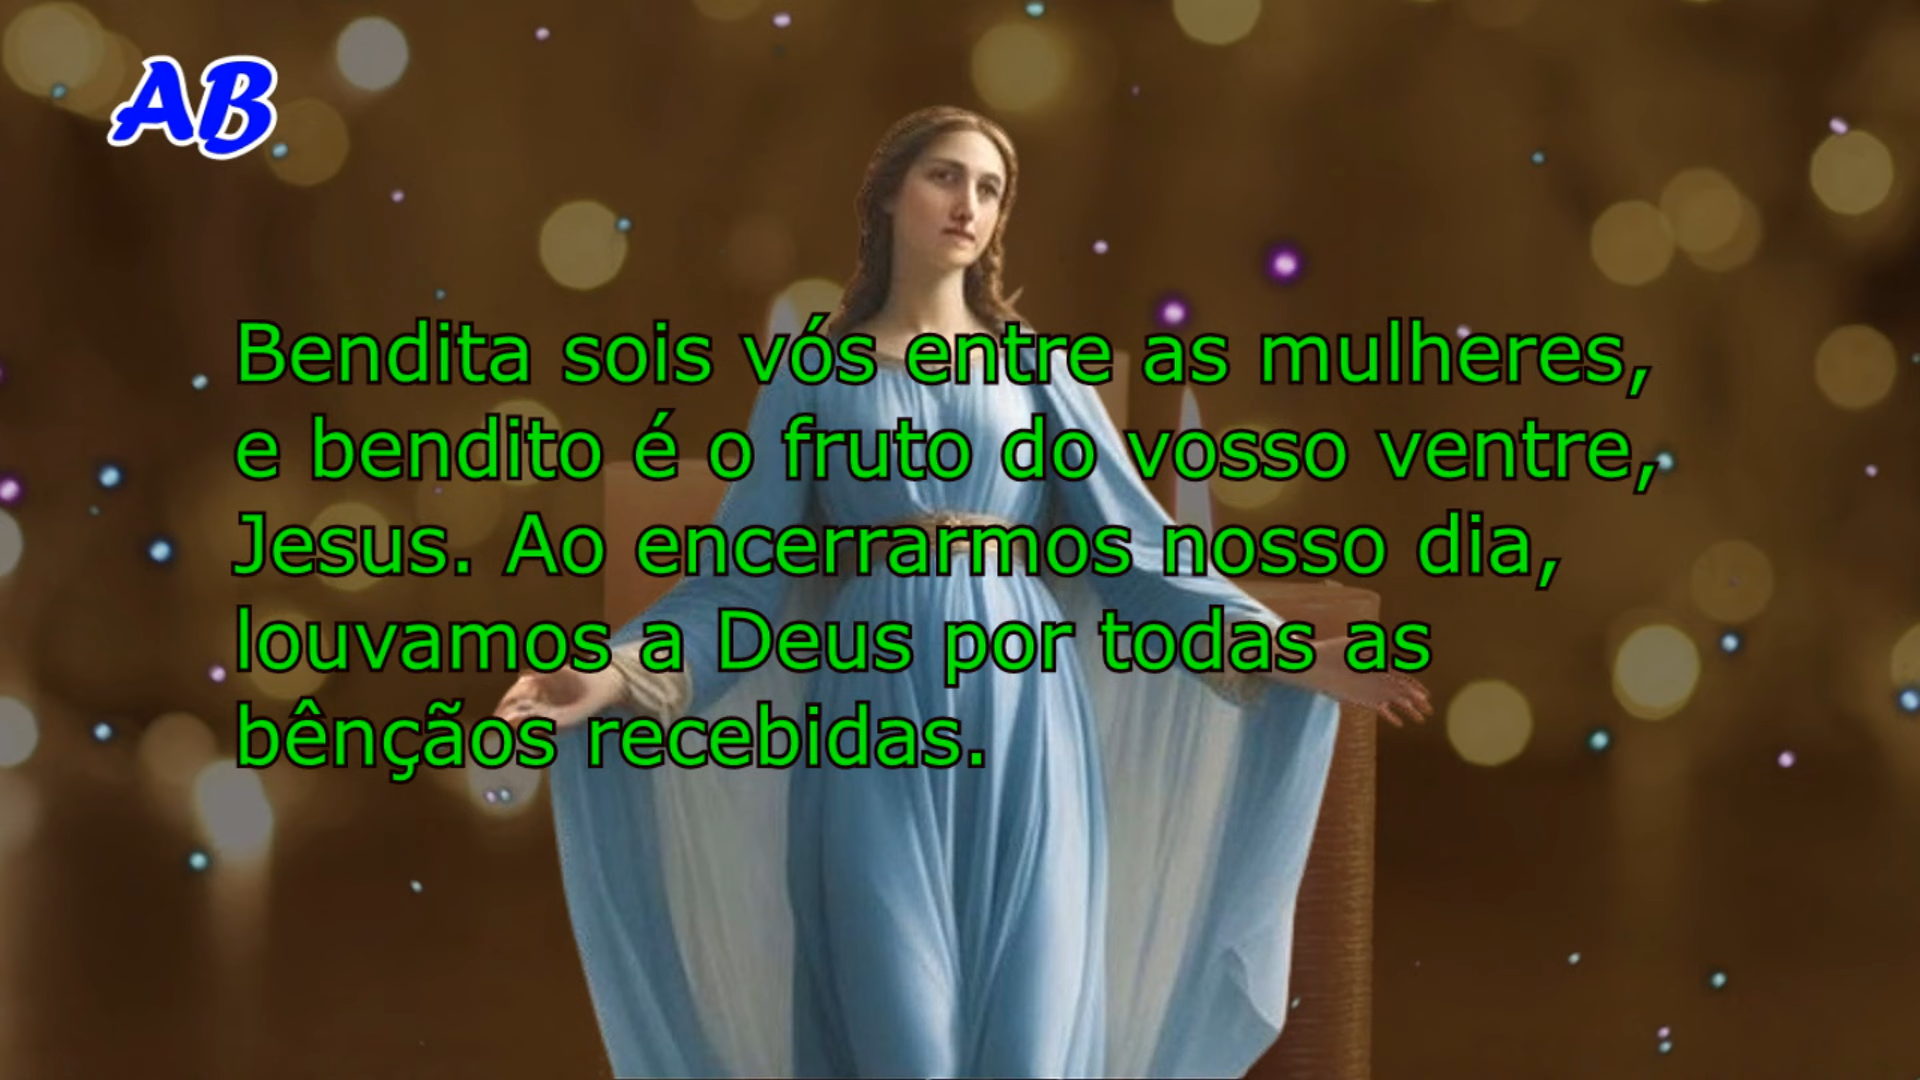 AB
Bendita sois vós entre as mulheres,
e bendito é o fruto do vosso ventre,
Jesus. Ao encerrarmos nosso dia,
louvamos a Deus por todas as
bênçãos recebidas.